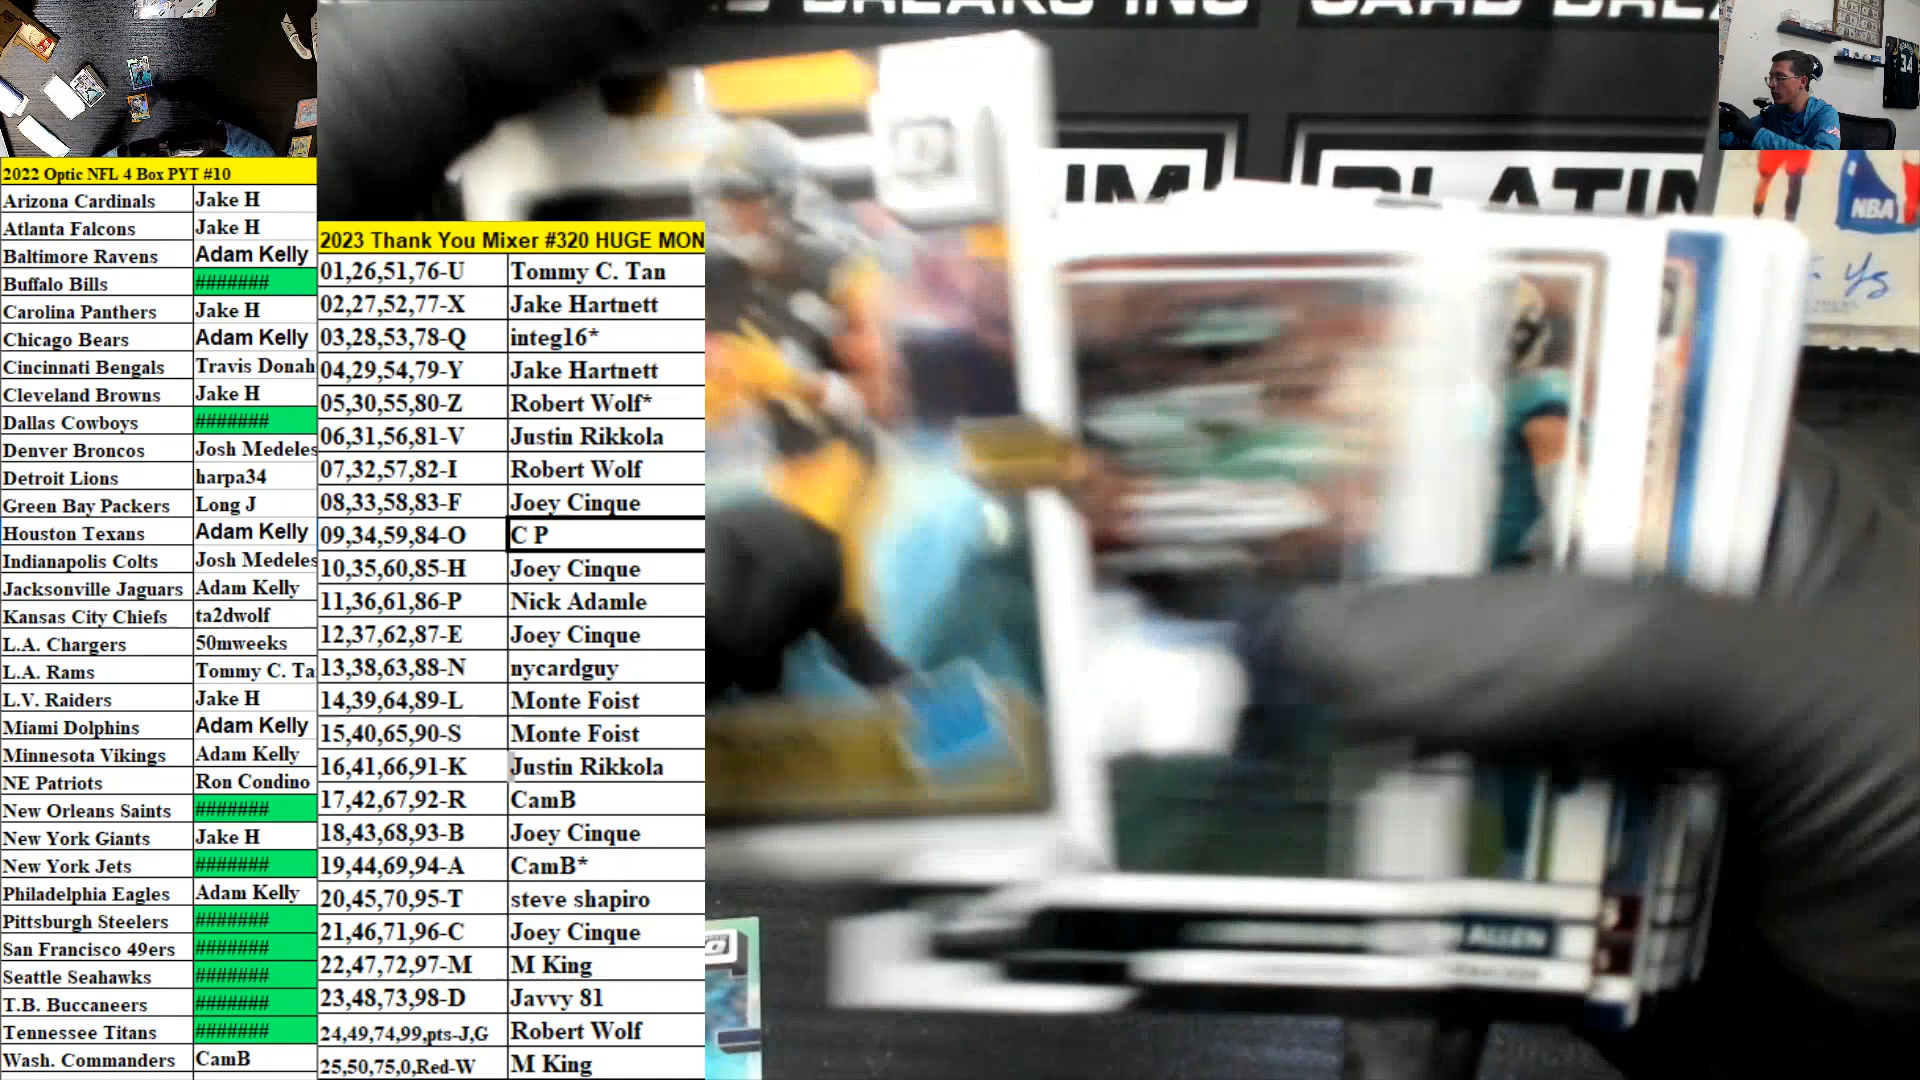 CARD BREAKS INC
PLATIN
34
NBA
2022 Optic NFL 4 Box PYT #10
Arizona Cardinals Jake H
Atlanta Falcons Jake H
Baltimore Ravens Adam Kelly
Buffalo Bills #######
Carolina Panthers Jake H
Chicago Bears Adam Kelly
Cincinnati Bengals Travis Donah
Cleveland Browns Jake H
Dallas Cowboys #######
Denver Broncos Josh Medeles
Detroit Lions harpa34
Green Bay Packers Long J
Houston Texans Adam Kelly
Indianapolis Colts Josh Medeles
Jacksonville Jaguars Adam Kelly
Kansas City Chiefs ta2dwolf
L.A. Chargers 50mweeks
L.A. Rams Tommy C. Ta
L.V. Raiders Jake H
Miami Dolphins Adam Kelly
Minnesota Vikings Adam Kelly
NE Patriots Ron Condino
New Orleans Saints #######
New York Giants Jake H
New York Jets #######
Philadelphia Eagles Adam Kelly
Pittsburgh Steelers #######
San Francisco 49ers #######
Seattle Seahawks #######
T.B. Buccaneers #######
Tennessee Titans #######
Wash. Commanders CamB
2023 Thank You Mixer #320 HUGE MON
01,26,51,76-U Tommy C. Tan
02,27,52,77-X Jake Hartnett
03,28,53,78-Q integ16*
04,29,54,79-Y Jake Hartnett
05,30,55,80-Z Robert Wolf*
06,31,56,81-V Justin Rikkola
07,32,57,82-I Robert Wolf
08,33,58,83-F Joey Cinque
09,34,59,84-O C P
10,35,60,85-H Joey Cinque
11,36,61,86-P Nick Adamle
12,37,62,87-E Joey Cinque
13,38,63,88-N nycardguy
14,39,64,89-L Monte Foist
15,40,65,90-S Monte Foist
16,41,66,91-K Justin Rikkola
17,42,67,92-R CamB
18,43,68,93-B Joey Cinque
19,44,69,94-A CamB*
20,45,70,95-T steve shapiro
21,46,71,96-C Joey Cinque
22,47,72,97-M M King
23,48,73,98-D Javvy 81
24,49,74,99,pts-J,G Robert Wolf
25,50,75,0,Red-W M King
ALLEN